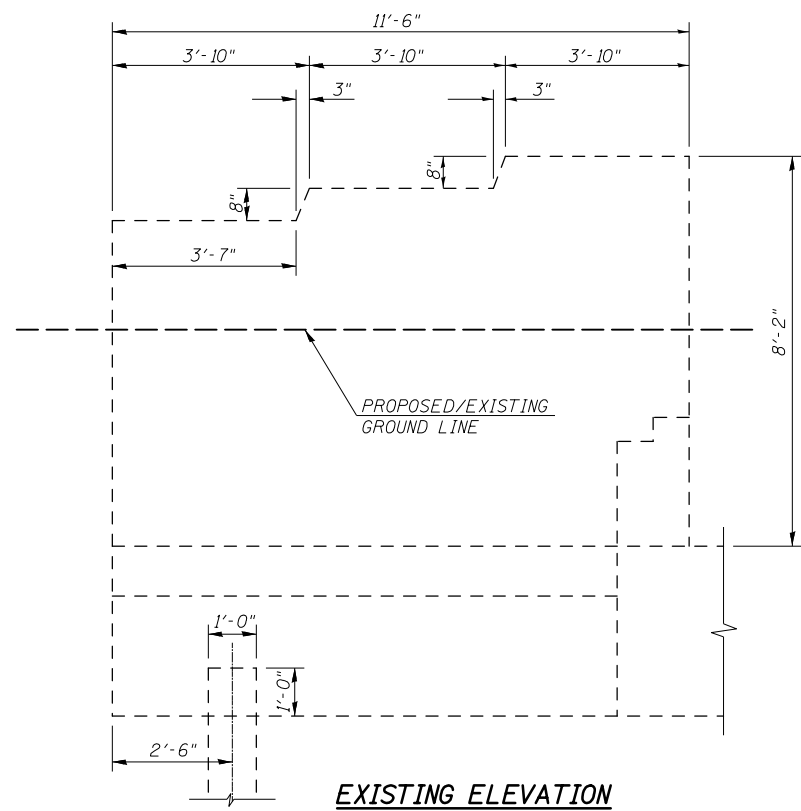 11'-6"
3'-10" 3'-10" 3'-10"
3" 3"
8"
8"
3'-7"
8'-2"
PROPOSED/EXISTING
GROUND LINE
1'-0"
1'-0"
2'-6"
EXISTING ELEVATION